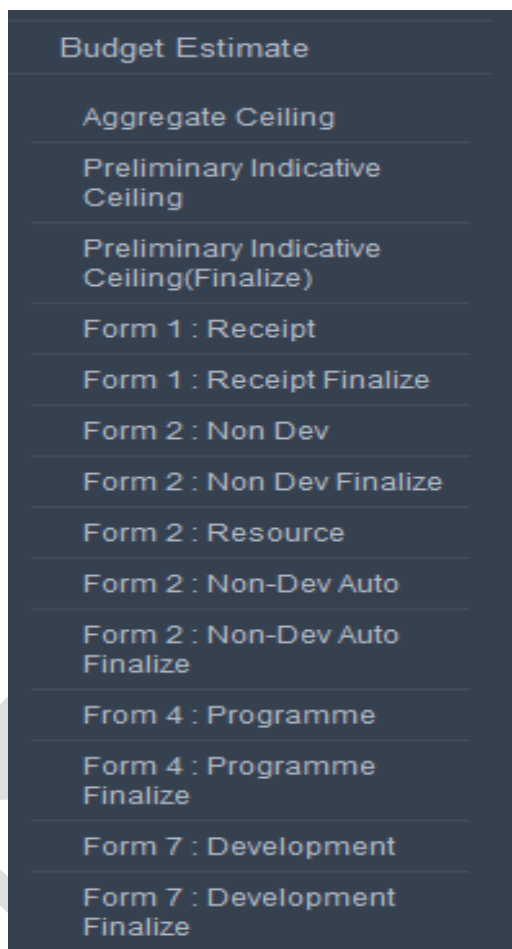 Budget Estimate
Aggregate Ceiling
Preliminary Indicative
Ceiling
Preliminary Indicative
Ceiling(Finalize)
Form 1 : Receipt
Form 1 : Receipt Finalize
Form 2 : Non Dev
Form 2 : Non Dev Finalize
Form 2 : Resource
Form 2 : Non-Dev Auto
Form 2 : Non-Dev Auto
Finalize
From 4 : Programme
Form 4 : Programme
Finalize
Form 7 : Development
Form 7 : Development
Finalize